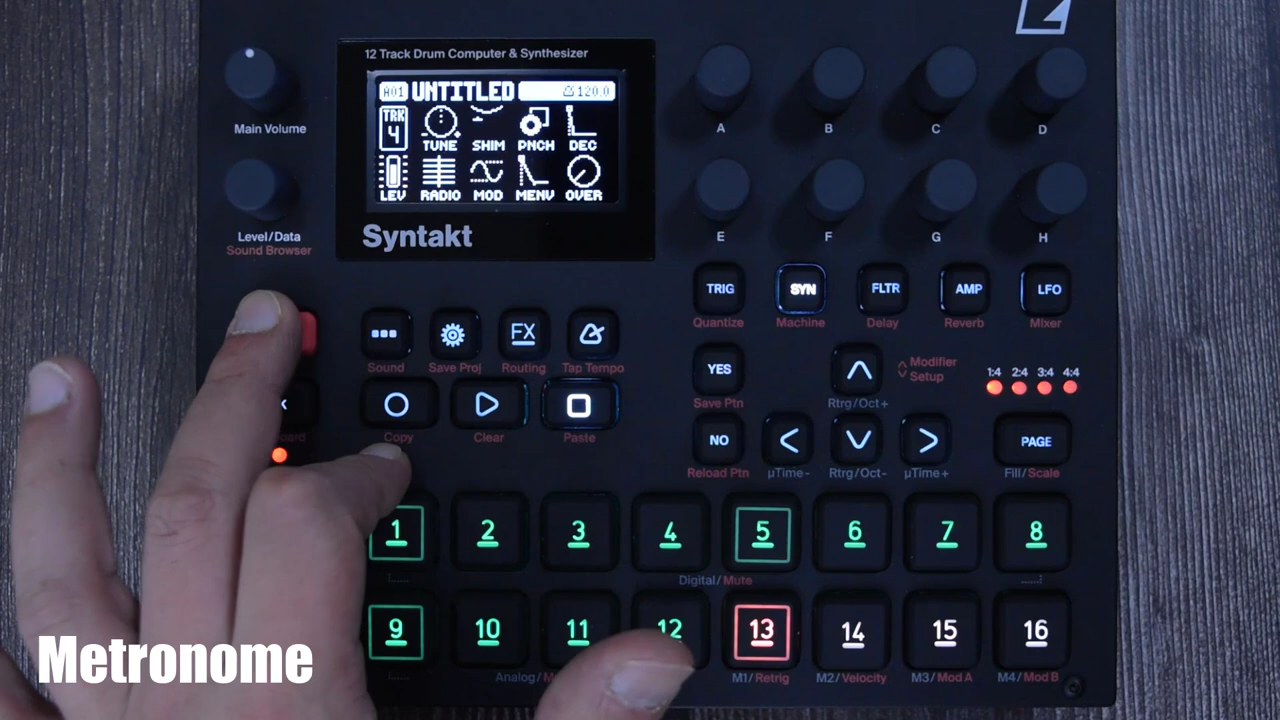 12 Track Drum Computer & Synthesizer
A01 UNTITLED 120.0
TRK 4 TUNE SHIM PNCH DEC
LEV RADIO MOD MENV OVER
Syntakt
Main Volume
Level/Data
Sound Browser
A B C D
E F G H
TRIG SYN FLTR AMP LFO
Quantize Machine Delay Reverb Mixer
FX
Sound Save Proj Routing Tap Tempo
YES
Save Ptn
Rtrg/Oct+
Modifier
Setup
1:4 2:4 3:4 4:4
Copy Clear Paste
NO
Reload Ptn µTime- Rtrg/Oct- µTime+
PAGE
Fill/Scale
1 2 3 4 5 6 7 8
Digital/Mute
9 10 11 12 13 14 15 16
M1/Retrig M2/Velocity M3/Mod A M4/Mod B
Analog/
Metronome